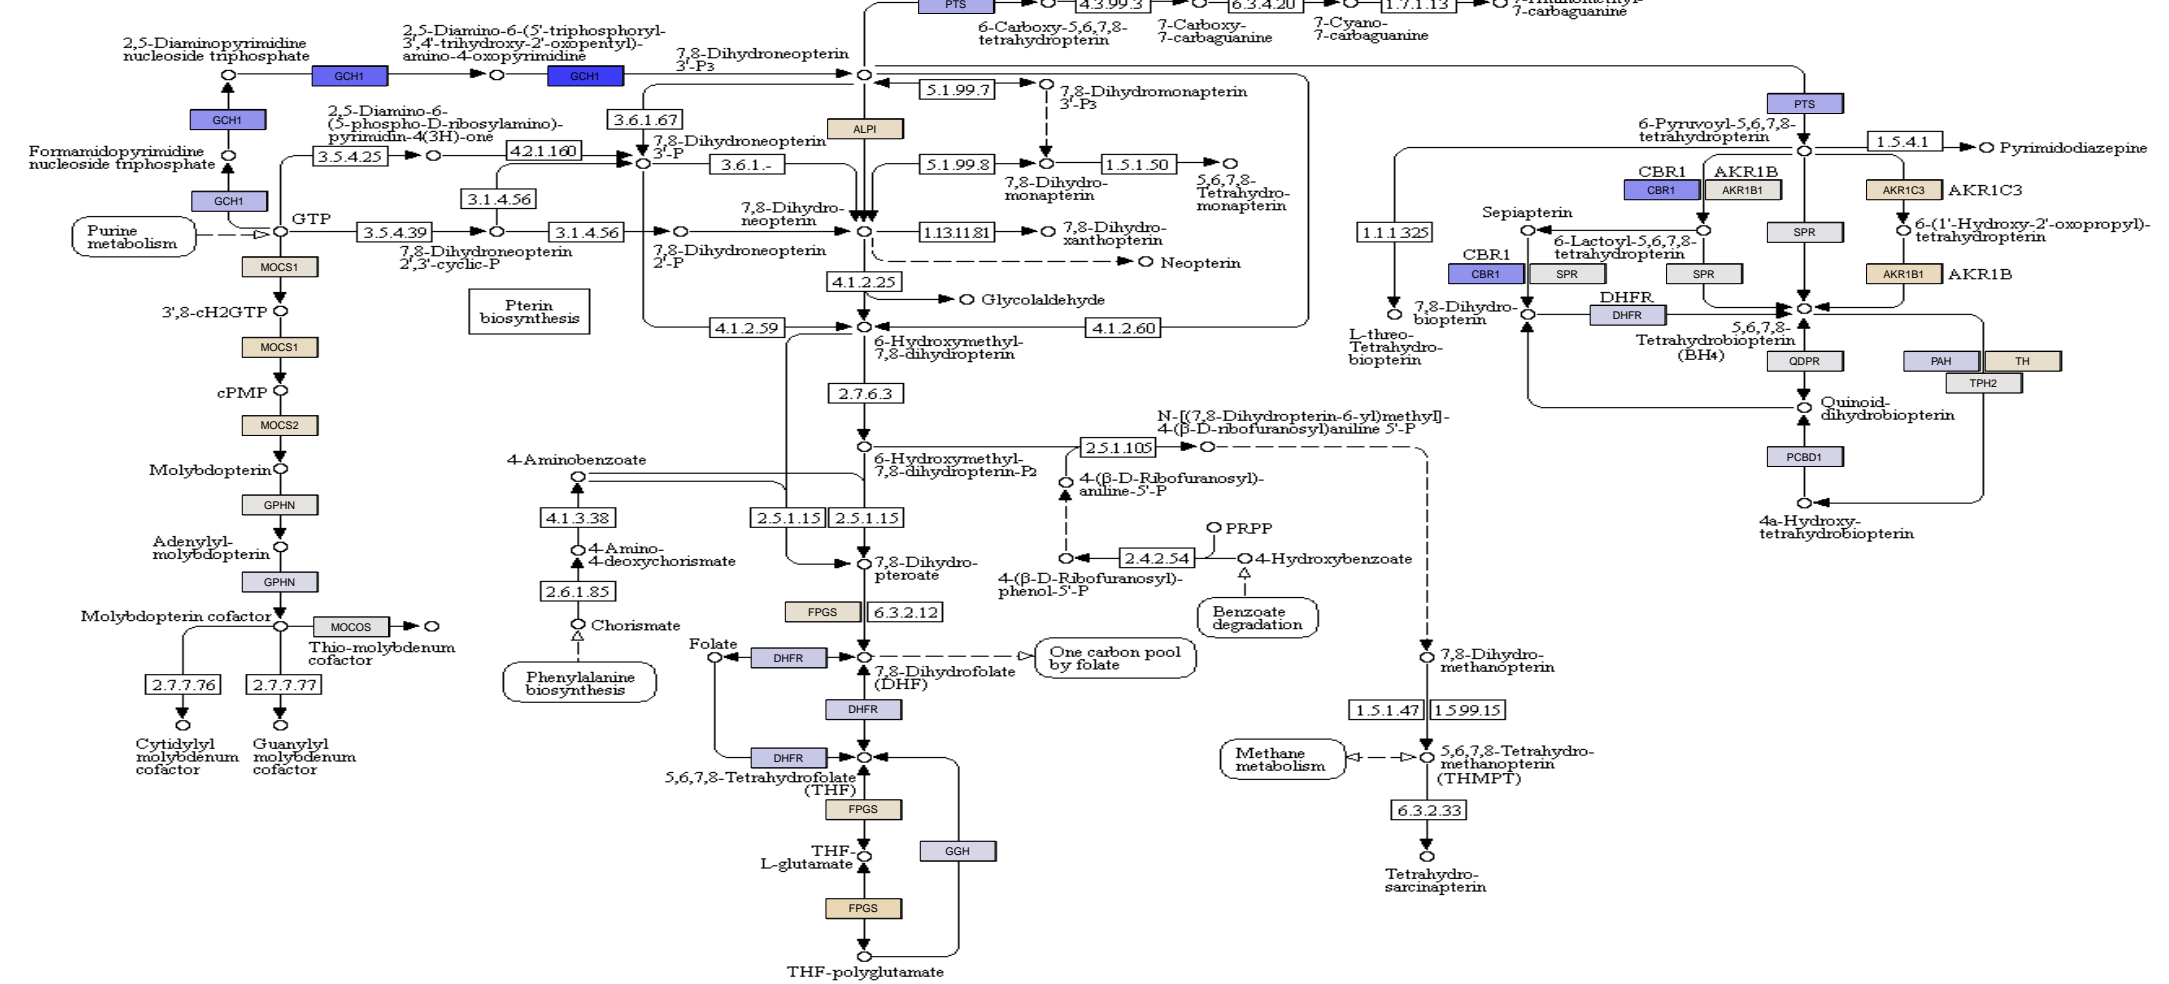 PTS
4.3.99.3
6.3.4.20
1.7.1.13
7-carbaguanine
6-Carboxy-5,6,7,8-
tetrahydropterin
7-Carboxy-
7-carbaguanine
7-Cyano-
7-carbaguanine
2,5-Diaminopyrimidine
nucleoside triphosphate
2,5-Diamino-6-(5'-triphosphoryl-
3',4'-trihydroxy-2'-oxopentyl)-
amino-4-oxopyrimidine
7,8-Dihydroneopterin
3'-P3
GCH1
GCH1
GCH1
GCH1
Formamidopyrimidine
nucleoside triphosphate
2,5-Diamino-6-
(5-phospho-D-ribosylamino)-
pyrimidin-4(3H)-one
3.5.4.25
4.2.1.160
3.6.1.67
7,8-Dihydroneopterin
3'-P
ALPI
3.6.1.-
5.1.99.7
7,8-Dihydromonapterin
3'-P3
5.1.99.8
7,8-Dihydro-
monapterin
1.5.1.50
5,6,7,8-
Tetrahydro-
monapterin
3.1.4.56
Purine
metabolism
GTP
3.5.4.39
7,8-Dihydroneopterin
2',3'-cyclic-P
3.1.4.56
7,8-Dihydroneopterin
2'-P
7,8-Dihydro-
neopterin
1.13.11.81
7,8-Dihydro-
xanthopterin
Neopterin
4.1.2.25
Glycolaldehyde
Pterin
biosynthesis
4.1.2.59
4.1.2.60
6-Hydroxymethyl-
7,8-dihydropterin
2.7.6.3
6-Hydroxymethyl-
7,8-dihydropterin-P2
MOCS1
3',8-cH2GTP
MOCS1
cPMP
MOCS2
Molybdopterin
GPHN
Adenylyl-
molybdopterin
GPHN
Molybdopterin cofactor
MOCOS
Thio-molybdenum
cofactor
2.7.7.76
2.7.7.77
Cytidylyl
molybdenum
cofactor
Guanylyl
molybdenum
cofactor
4-Aminobenzoate
4.1.3.38
4-Amino-
4-deoxychorismate
2.6.1.85
Chorismate
Phenylalanine
biosynthesis
2.5.1.15
2.5.1.15
7,8-Dihydro-
pteroate
FPGS
6.3.2.12
Folate
DHFR
7,8-Dihydrofolate
(DHF)
One carbon pool
by folate
DHFR
DHFR
5,6,7,8-Tetrahydrofolate
(THF)
FPGS
THF-
L-glutamate
GGH
FPGS
THF-polyglutamate
N-[(7,8-Dihydropterin-6-yl)methyl]-
4-(β-D-ribofuranosyl)aniline 5'-P
2.5.1.105
4-(β-D-Ribofuranosyl)-
aniline-5'-P
PRPP
2.4.2.54
4-Hydroxybenzoate
4-(β-D-Ribofuranosyl)-
phenol-5'-P
Benzoate
degradation
7,8-Dihydro-
methanopterin
1.5.1.47
1.5.99.15
Methane
metabolism
5,6,7,8-Tetrahydro-
methanopterin
(THMPT)
6.3.2.33
Tetrahydro-
sarcinapterin
PTS
6-Pyruvoyl-5,6,7,8-
tetrahydropterin
1.5.4.1
Pyrimidodiazepine
CBR1
AKR1B
CBR1
AKR1B1
AKR1C3
AKR1C3
Sepiapterin
1.1.1.325
6-Lactoyl-5,6,7,8-
tetrahydropterin
SPR
6-(1'-Hydroxy-2'-oxopropyl)-
tetrahydropterin
CBR1
CBR1
SPR
SPR
AKR1B1
AKR1B
L-threo-
Tetrahydro-
biopterin
7,8-Dihydro-
biopterin
DHFR
DHFR
5,6,7,8-
Tetrahydrobiopterin
(BH4)
QDPR
PAH
TH
TPH2
Quinoid-
dihydrobiopterin
PCBD1
4a-Hydroxy-
tetrahydrobiopterin